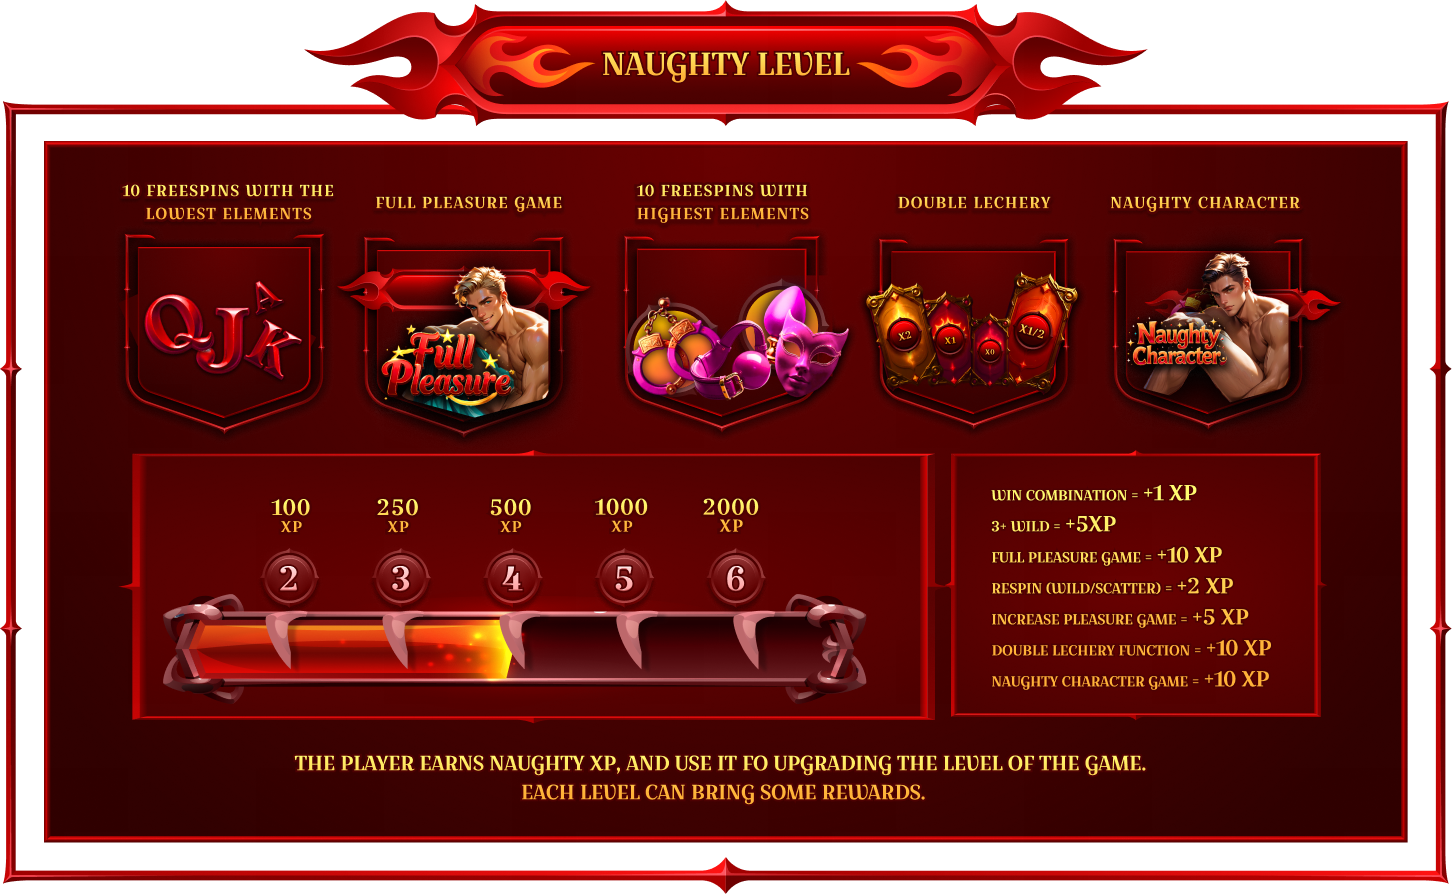 NAUGHTY LEVEL
10 FREESPINS WITH THE
LOWEST ELEMENTS
FULL PLEASURE GAME
10 FREESPINS WITH
HIGHEST ELEMENTS
DOUBLE LECHERY
NAUGHTY CHARACTER
Q J A K
Full
Pleasure
X2 X1 X0 X1/2
Naughty
Character
100
XP
250
XP
500
XP
1000
XP
2000
XP
2 3 4 5 6
WIN COMBINATION = +1 XP
3+ WILD = +5XP
FULL PLEASURE GAME = +10 XP
RESPIN (WILD/SCATTER) = +2 XP
INCREASE PLEASURE GAME = +5 XP
DOUBLE LECHERY FUNCTION = +10 XP
NAUGHTY CHARACTER GAME = +10 XP
THE PLAYER EARNS NAUGHTY XP, AND USE IT FO UPGRADING THE LEVEL OF THE GAME.
EACH LEVEL CAN BRING SOME REWARDS.